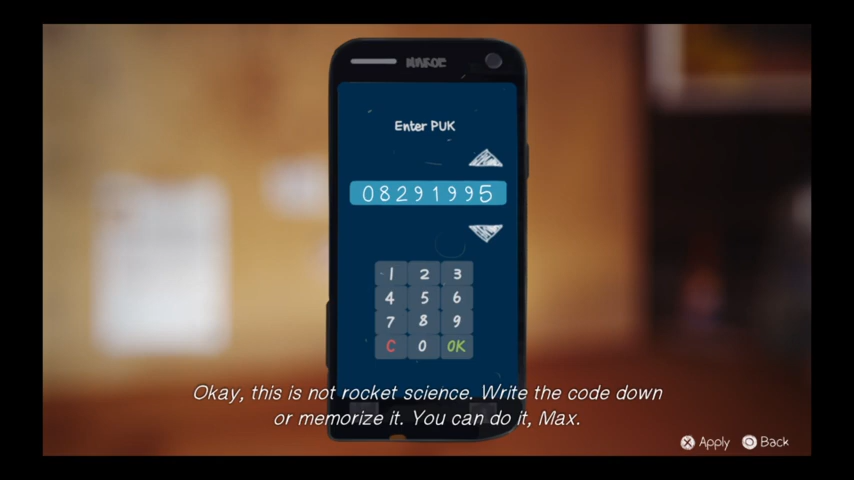 Enter PUK
08291995
1 2 3
4 5 6
7 8 9
C 0 OK
Okay, this is not rocket science. Write the code down
or memorize it. You can do it, Max.
Apply Back